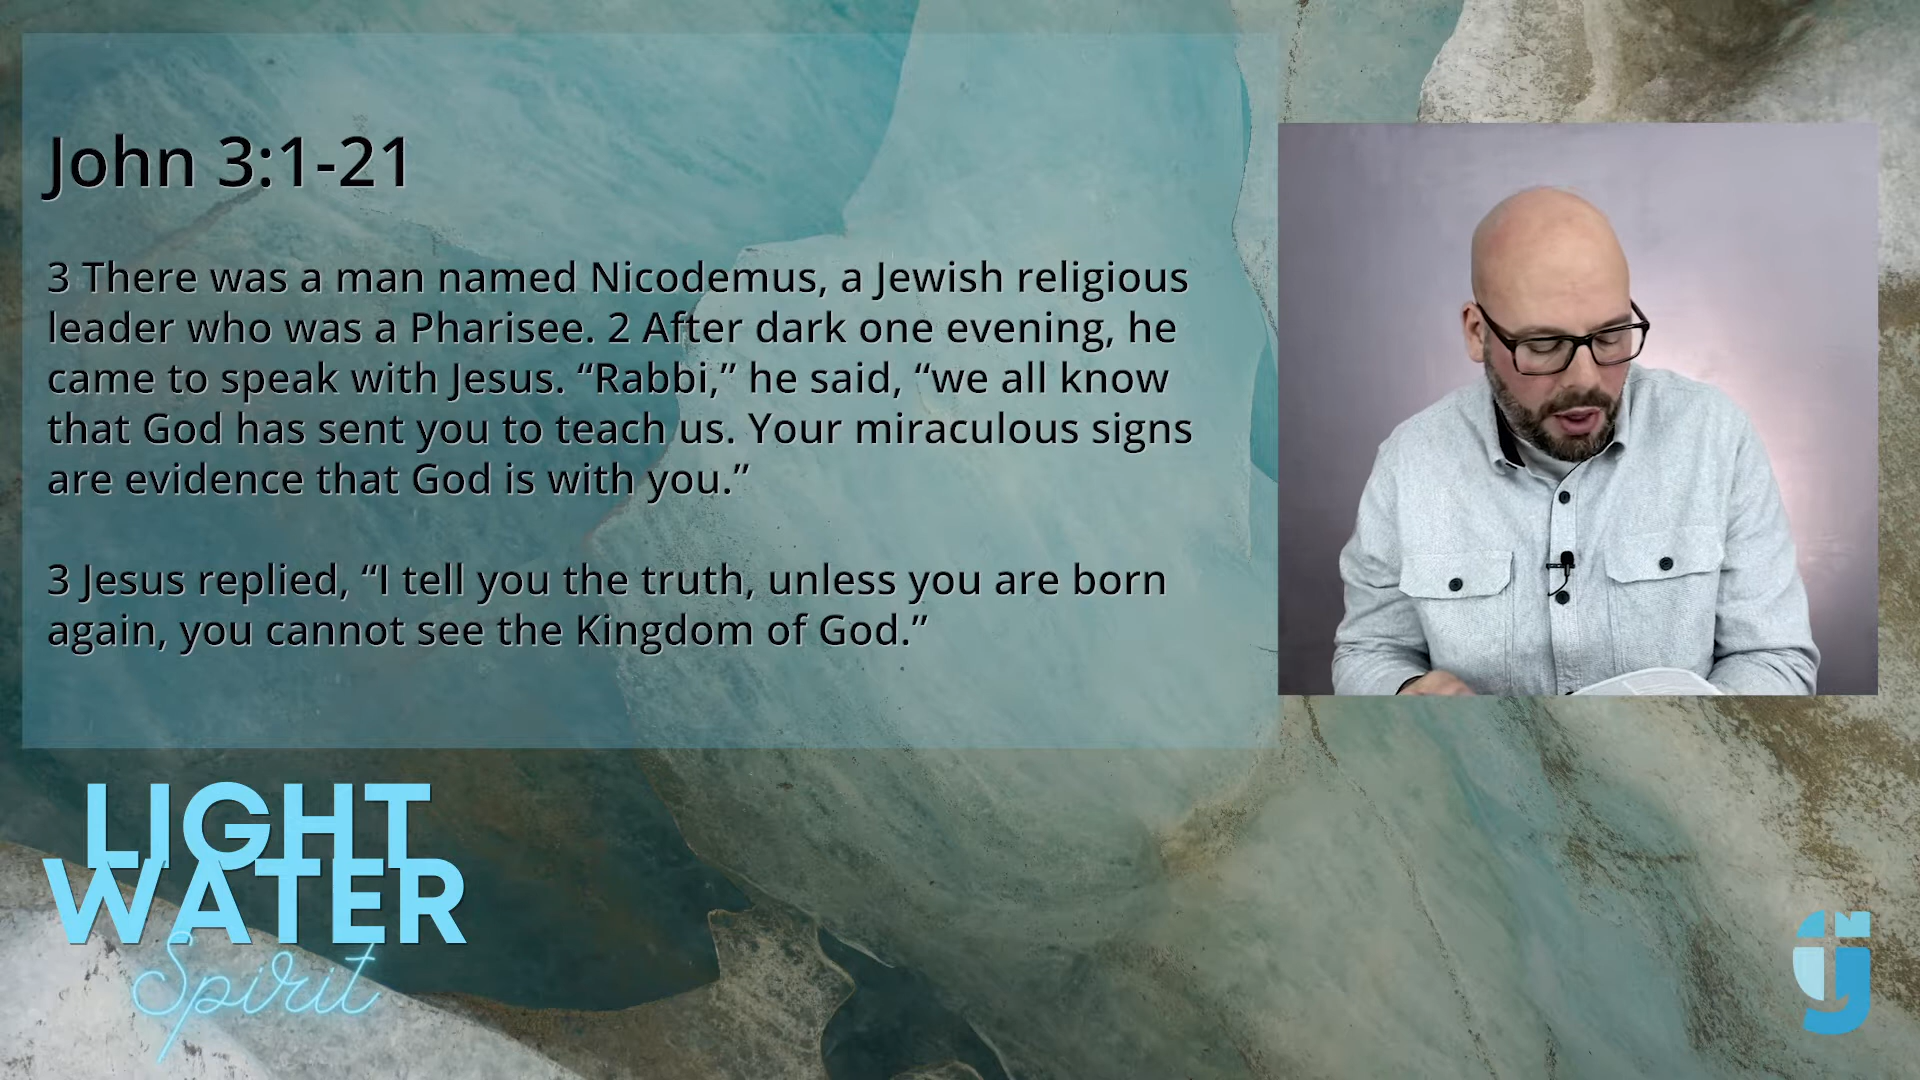 John 3:1-21
3 There was a man named Nicodemus, a Jewish religious
leader who was a Pharisee. 2 After dark one evening, he
came to speak with Jesus. “Rabbi,” he said, “we all know
that God has sent you to teach us. Your miraculous signs
are evidence that God is with you.”
3 Jesus replied, “I tell you the truth, unless you are born
again, you cannot see the Kingdom of God.”
LIGHT
WATER
Spirit